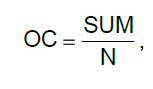 OC = SUM / N ,